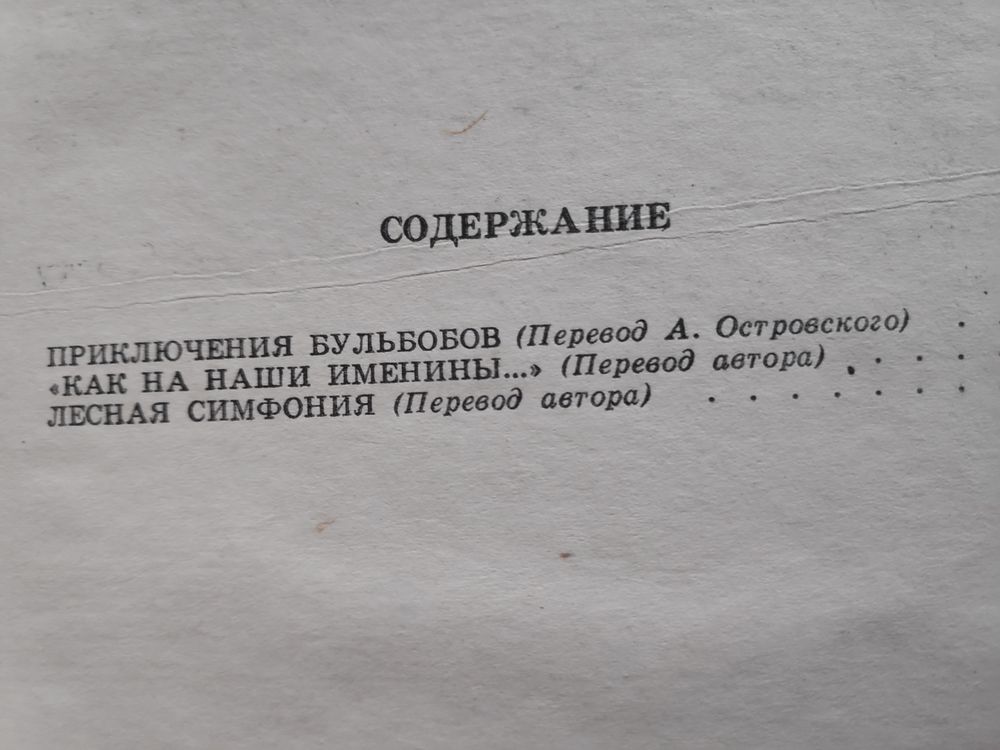 СОДЕРЖАНИЕ
ПРИКЛЮЧЕНИЯ БУЛЬБОБОВ (Перевод А. Островского) .
«КАК НА НАШИ ИМЕНИНЫ...» (Перевод автора) . . . .
ЛЕСНАЯ СИМФОНИЯ (Перевод автора) . . . . . . .